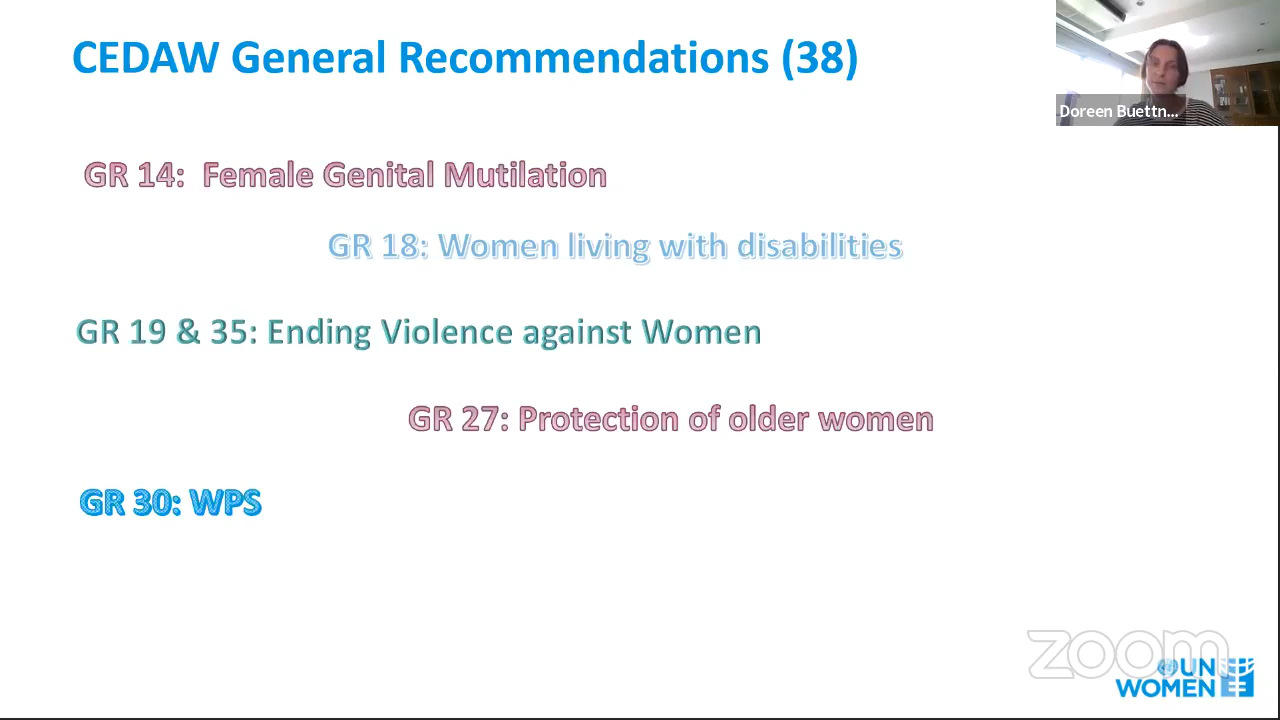 CEDAW General Recommendations (38)
Doreen Buettn...
GR 14: Female Genital Mutilation
GR 18: Women living with disabilities
GR 19 & 35: Ending Violence against Women
GR 27: Protection of older women
GR 30: WPS
zoom
UN
WOMEN